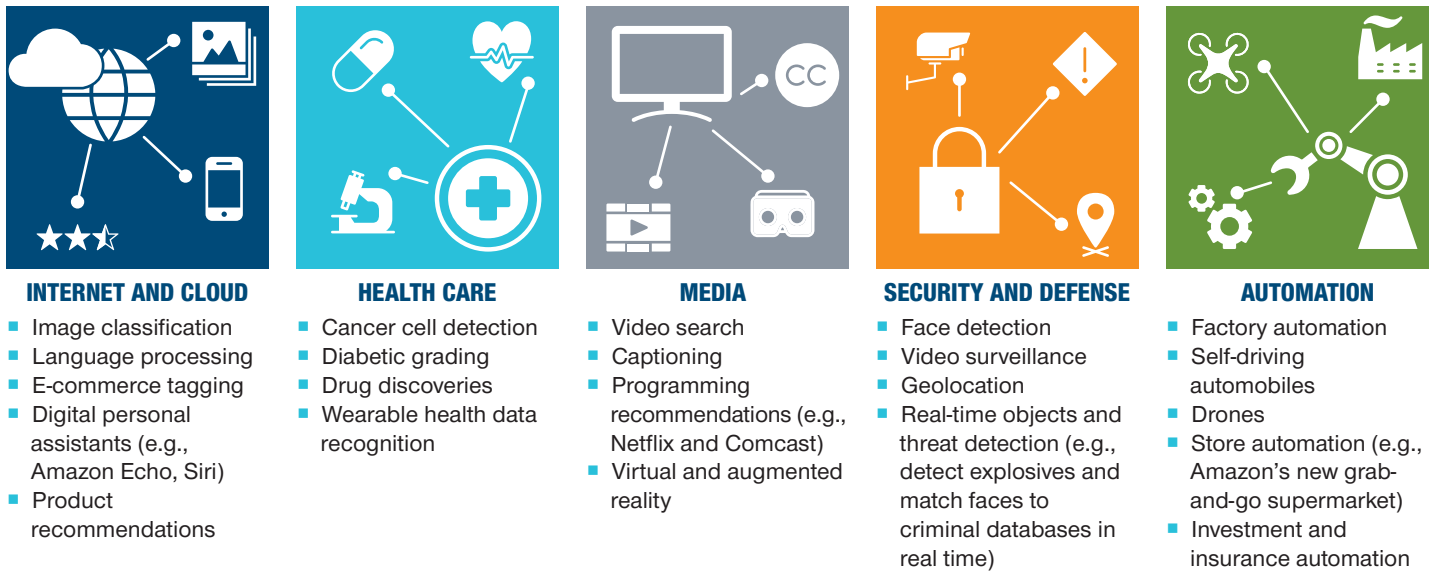 CC
INTERNET AND CLOUD
Image classification
Language processing
E-commerce tagging
Digital personal
assistants (e.g.,
Amazon Echo, Siri)
Product
recommendations
HEALTH CARE
Cancer cell detection
Diabetic grading
Drug discoveries
Wearable health data
recognition
MEDIA
Video search
Captioning
Programming
recommendations (e.g.,
Netflix and Comcast)
Virtual and augmented
reality
SECURITY AND DEFENSE
Face detection
Video surveillance
Geolocation
Real-time objects and
threat detection (e.g.,
detect explosives and
match faces to
criminal databases in
real time)
AUTOMATION
Factory automation
Self-driving
automobiles
Drones
Store automation (e.g.,
Amazon's new grab-
and-go supermarket)
Investment and
insurance automation